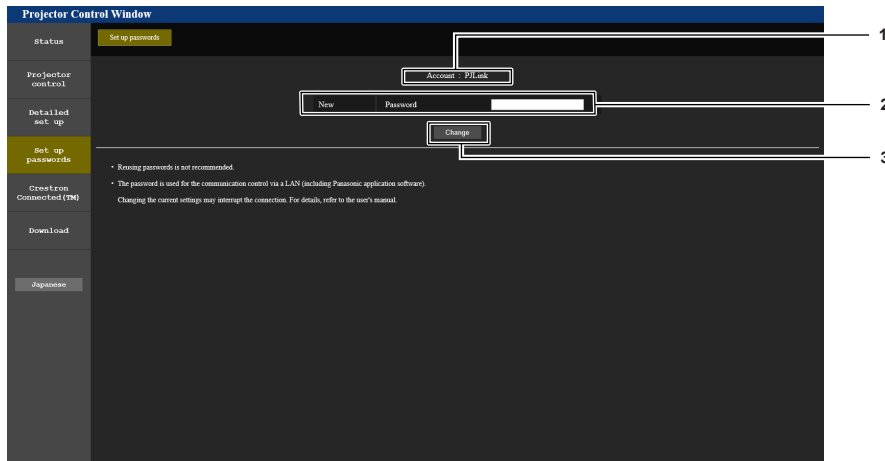 Projector Control Window
Status
Set up passwords
1
Projector
control
Account : PJLink
Detailed
set up
New Password
2
Change
Set up
passwords
3
• Reusing passwords is not recommended.
• The password is used for the communication control via a LAN (including Panasonic application software).
Changing the current settings may interrupt the connection. For details, refer to the user's manual.
Crestron
Connected(TM)
Download
Japanese